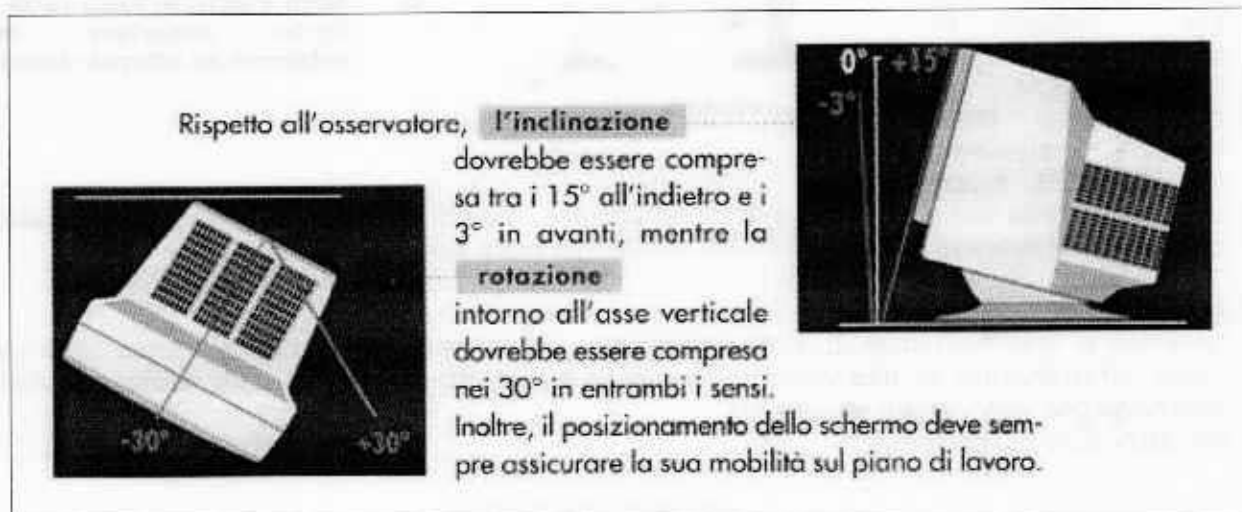 Rispetto all'osservatore, l'inclinazione
dovrebbe essere compre-
sa tra i 15° all'indietro e i
3° in avanti, mentre la
rotazione
intorno all'asse verticale
dovrebbe essere compresa
nei 30° in entrambi i sensi.
Inoltre, il posizionamento dello schermo deve sem-
pre assicurare la sua mobilità sul piano di lavoro.
-30° +30°
0° +15°
-3°